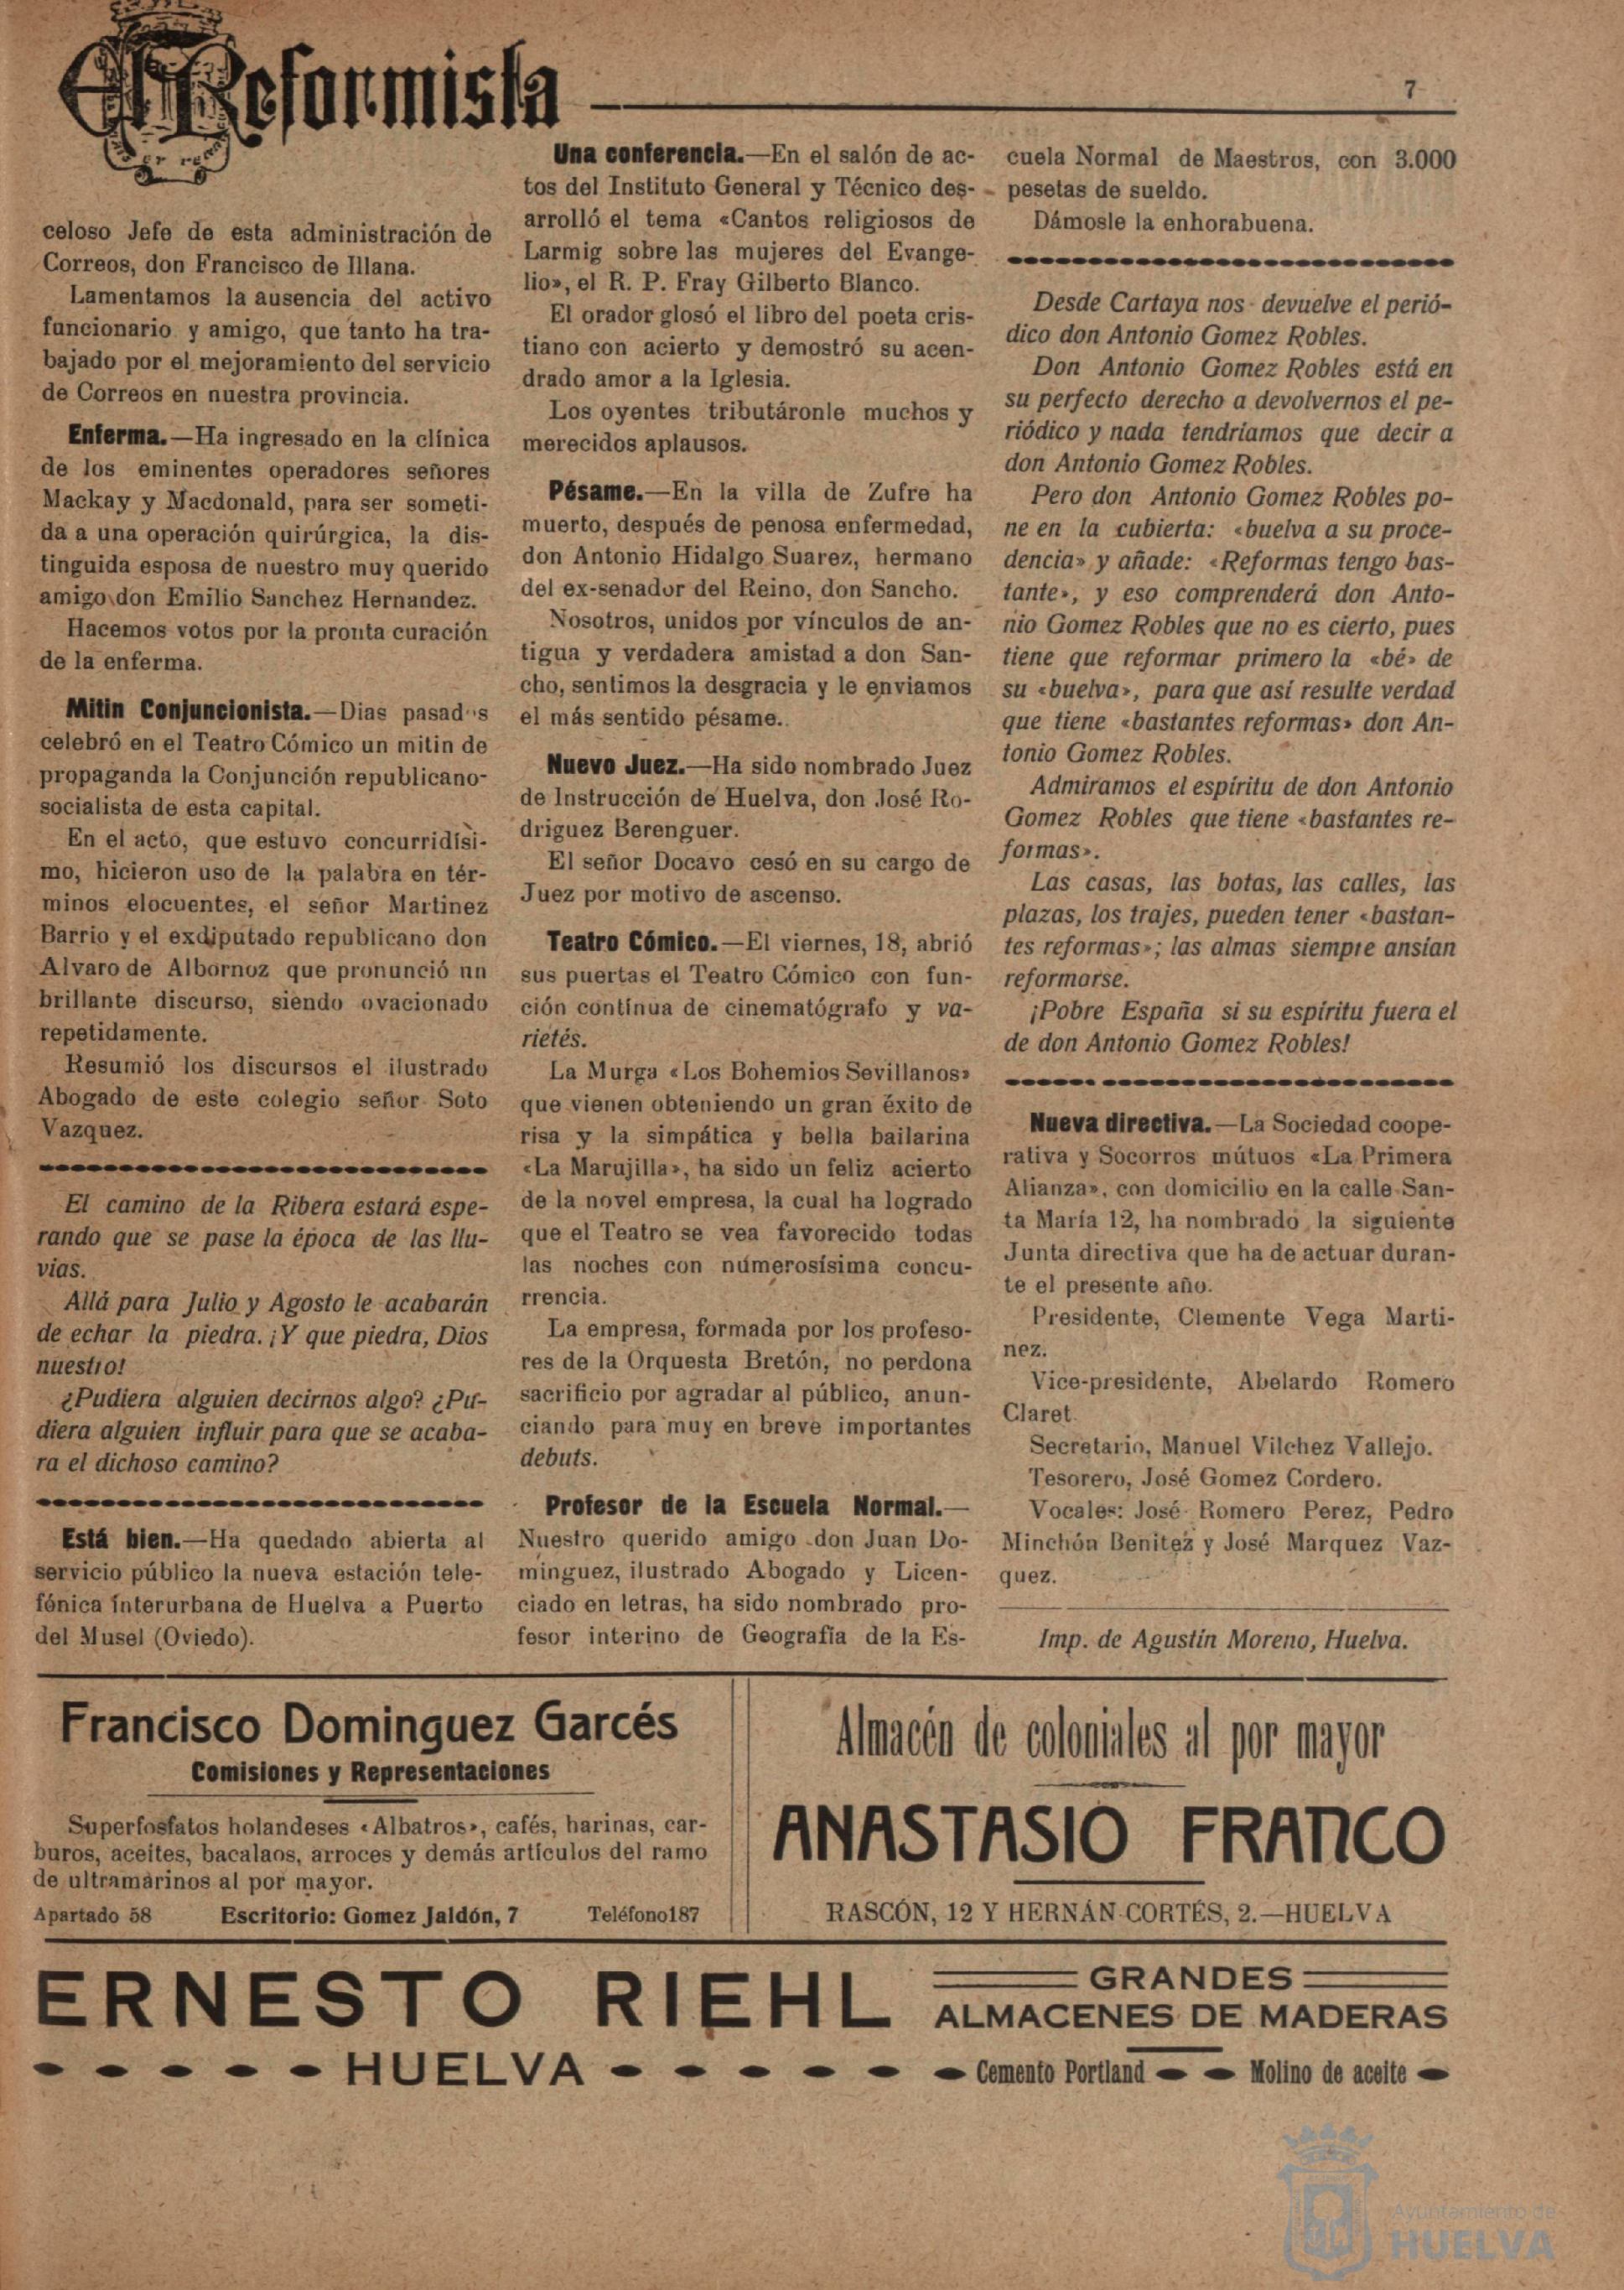 El Reformista
7
celoso Jefe de esta administración de
Correos, don Francisco de Illana.
Lamentamos la ausencia del activo
funcionario y amigo, que tanto ha tra-
bajado por el mejoramiento del servicio
de Correos en nuestra provincia.
Enferma.—Ha ingresado en la clínica
de los eminentes operadores señores
Mackay y Macdonald, para ser someti-
da a una operación quirúrgica, la dis-
tinguida esposa de nuestro muy querido
amigo don Emilio Sanchez Hernandez.
Hacemos votos por la pronta curación
de la enferma.
Mitin Conjuncionista.—Dias pasados
celebró en el Teatro Cómico un mitin de
propaganda la Conjunción republicano-
socialista de esta capital.
En el acto, que estuvo concurridísi-
mo, hicieron uso de la palabra en tér-
minos elocuentes, el señor Martinez
Barrio y el exdiputado republicano don
Alvaro de Albornoz que pronunció un
brillante discurso, siendo ovacionado
repetidamente.
Resumió los discursos el ilustrado
Abogado de este colegio señor Soto
Vazquez.
El camino de la Ribera estará espe-
rando que se pase la época de las llu-
vias.
Allá para Julio y Agosto le acabarán
de echar la piedra. ¡Y que piedra, Dios
nuestro!
¿Pudiera alguien decirnos algo? ¿Pu-
diera alguien influir para que se acaba-
ra el dichoso camino?
Está bien.—Ha quedado abierta al
servicio público la nueva estación tele-
fónica interurbana de Huelva a Puerto
del Musel (Oviedo).
Una conferencia.—En el salón de ac-
tos del Instituto General y Técnico des-
arrolló el tema «Cantos religiosos de
Larmig sobre las mujeres del Evange-
lio», el R. P. Fray Gilberto Blanco.
El orador glosó el libro del poeta cris-
tiano con acierto y demostró su acen-
drado amor a la Iglesia.
Los oyentes tributáronle muchos y
merecidos aplausos.
Pésame.—En la villa de Zufre ha
muerto, después de penosa enfermedad,
don Antonio Hidalgo Suarez, hermano
del ex-senador del Reino, don Sancho.
Nosotros, unidos por vínculos de an-
tigua y verdadera amistad a don San-
cho, sentimos la desgracia y le enviamos
el más sentido pésame.
Nuevo Juez.—Ha sido nombrado Juez
de Instrucción de Huelva, don José Ro-
driguez Berenguer.
El señor Docavo cesó en su cargo de
Juez por motivo de ascenso.
Teatro Cómico.—El viernes, 18, abrió
sus puertas el Teatro Cómico con fun-
ción contínua de cinematógrafo y va-
rietés.
La Murga «Los Bohemios Sevillanos»
que vienen obteniendo un gran éxito de
risa y la simpática y bella bailarina
«La Marujilla», ha sido un feliz acierto
de la novel empresa, la cual ha logrado
que el Teatro se vea favorecido todas
las noches con númerosísima concu-
rrencia.
La empresa, formada por los profeso-
res de la Orquesta Bretón, no perdona
sacrificio por agradar al público, anun-
ciando para muy en breve importantes
debuts.
Profesor de la Escuela Normal.—
Nuestro querido amigo don Juan Do-
minguez, ilustrado Abogado y Licen-
ciado en letras, ha sido nombrado pro-
fesor interino de Geografía de la Es-
cuela Normal de Maestros, con 3.000
pesetas de sueldo.
Dámosle la enhorabuena.
Desde Cartaya nos devuelve el perió-
dico don Antonio Gomez Robles.
Don Antonio Gomez Robles está en
su perfecto derecho a devolvernos el pe-
riódico y nada tendríamos que decir a
don Antonio Gomez Robles.
Pero don Antonio Gomez Robles po-
ne en la cubierta: «buelva a su proce-
dencia» y añade: «Reformas tengo bas-
tante», y eso comprenderá don Anto-
nio Gomez Robles que no es cierto, pues
tiene que reformar primero la «bé» de
su «buelva», para que así resulte verdad
que tiene «bastantes reformas» don An-
tonio Gomez Robles.
Admiramos el espíritu de don Antonio
Gomez Robles que tiene «bastantes re-
formas».
Las casas, las botas, las calles, las
plazas, los trajes, pueden tener «bastan-
tes reformas»; las almas siempre ansían
reformarse.
¡Pobre España si su espíritu fuera el
de don Antonio Gomez Robles!
Nueva directiva.—La Sociedad coope-
rativa y Socorros mútuos «La Primera
Alianza», con domicilio en la calle San-
ta María 12, ha nombrado la siguiente
Junta directiva que ha de actuar duran-
te el presente año.
Presidente, Clemente Vega Marti-
nez.
Vice-presidente, Abelardo Romero
Claret.
Secretario, Manuel Vilchez Vallejo.
Tesorero, José Gomez Cordero.
Vocales: José Romero Perez, Pedro
Minchón Benitez y José Marquez Vaz-
quez.
Imp. de Agustín Moreno, Huelva.
Francisco Dominguez Garcés
Comisiones y Representaciones
Superfosfatos holandeses «Albatros», cafés, harinas, car-
buros, aceites, bacalaos, arroces y demás artículos del ramo
de ultramarinos al por mayor.
Apartado 58 Escritorio: Gomez Jaldón, 7 Teléfono187
Almacén de coloniales al por mayor
ANASTASIO FRANCO
RASCÓN, 12 Y HERNÁN CORTÉS, 2.—HUELVA
ERNESTO RIEHL
HUELVA
GRANDES
ALMACENES DE MADERAS
Cemento Portland Molino de aceite
Ayuntamiento de
HUELVA